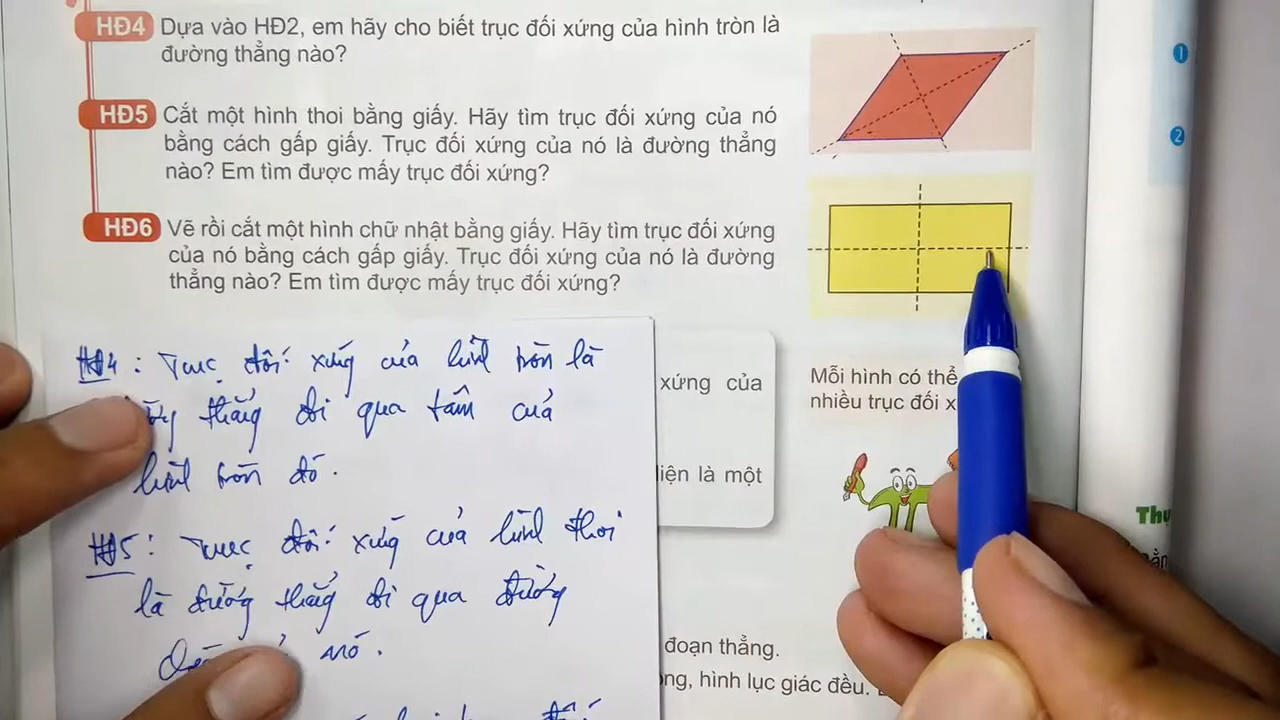 HĐ4 Dựa vào HĐ2, em hãy cho biết trục đối xứng của hình tròn là
đường thẳng nào?
HĐ5 Cắt một hình thoi bằng giấy. Hãy tìm trục đối xứng của nó
bằng cách gấp giấy. Trục đối xứng của nó là đường thẳng
nào? Em tìm được mấy trục đối xứng?
HĐ6 Vẽ rồi cắt một hình chữ nhật bằng giấy. Hãy tìm trục đối xứng
của nó bằng cách gấp giấy. Trục đối xứng của nó là đường
thẳng nào? Em tìm được mấy trục đối xứng?
HĐ4: Trục đối xứng của hình tròn là
thẳng đi qua tâm của
hình tròn đó.
HĐ5: Trục đối xứng của hình thoi
là đường thẳng đi qua đường
nó.
xứng của
là một
Mỗi hình có thể
nhiều trục đối
đoạn thẳng.
hình lục giác đều.
1
2